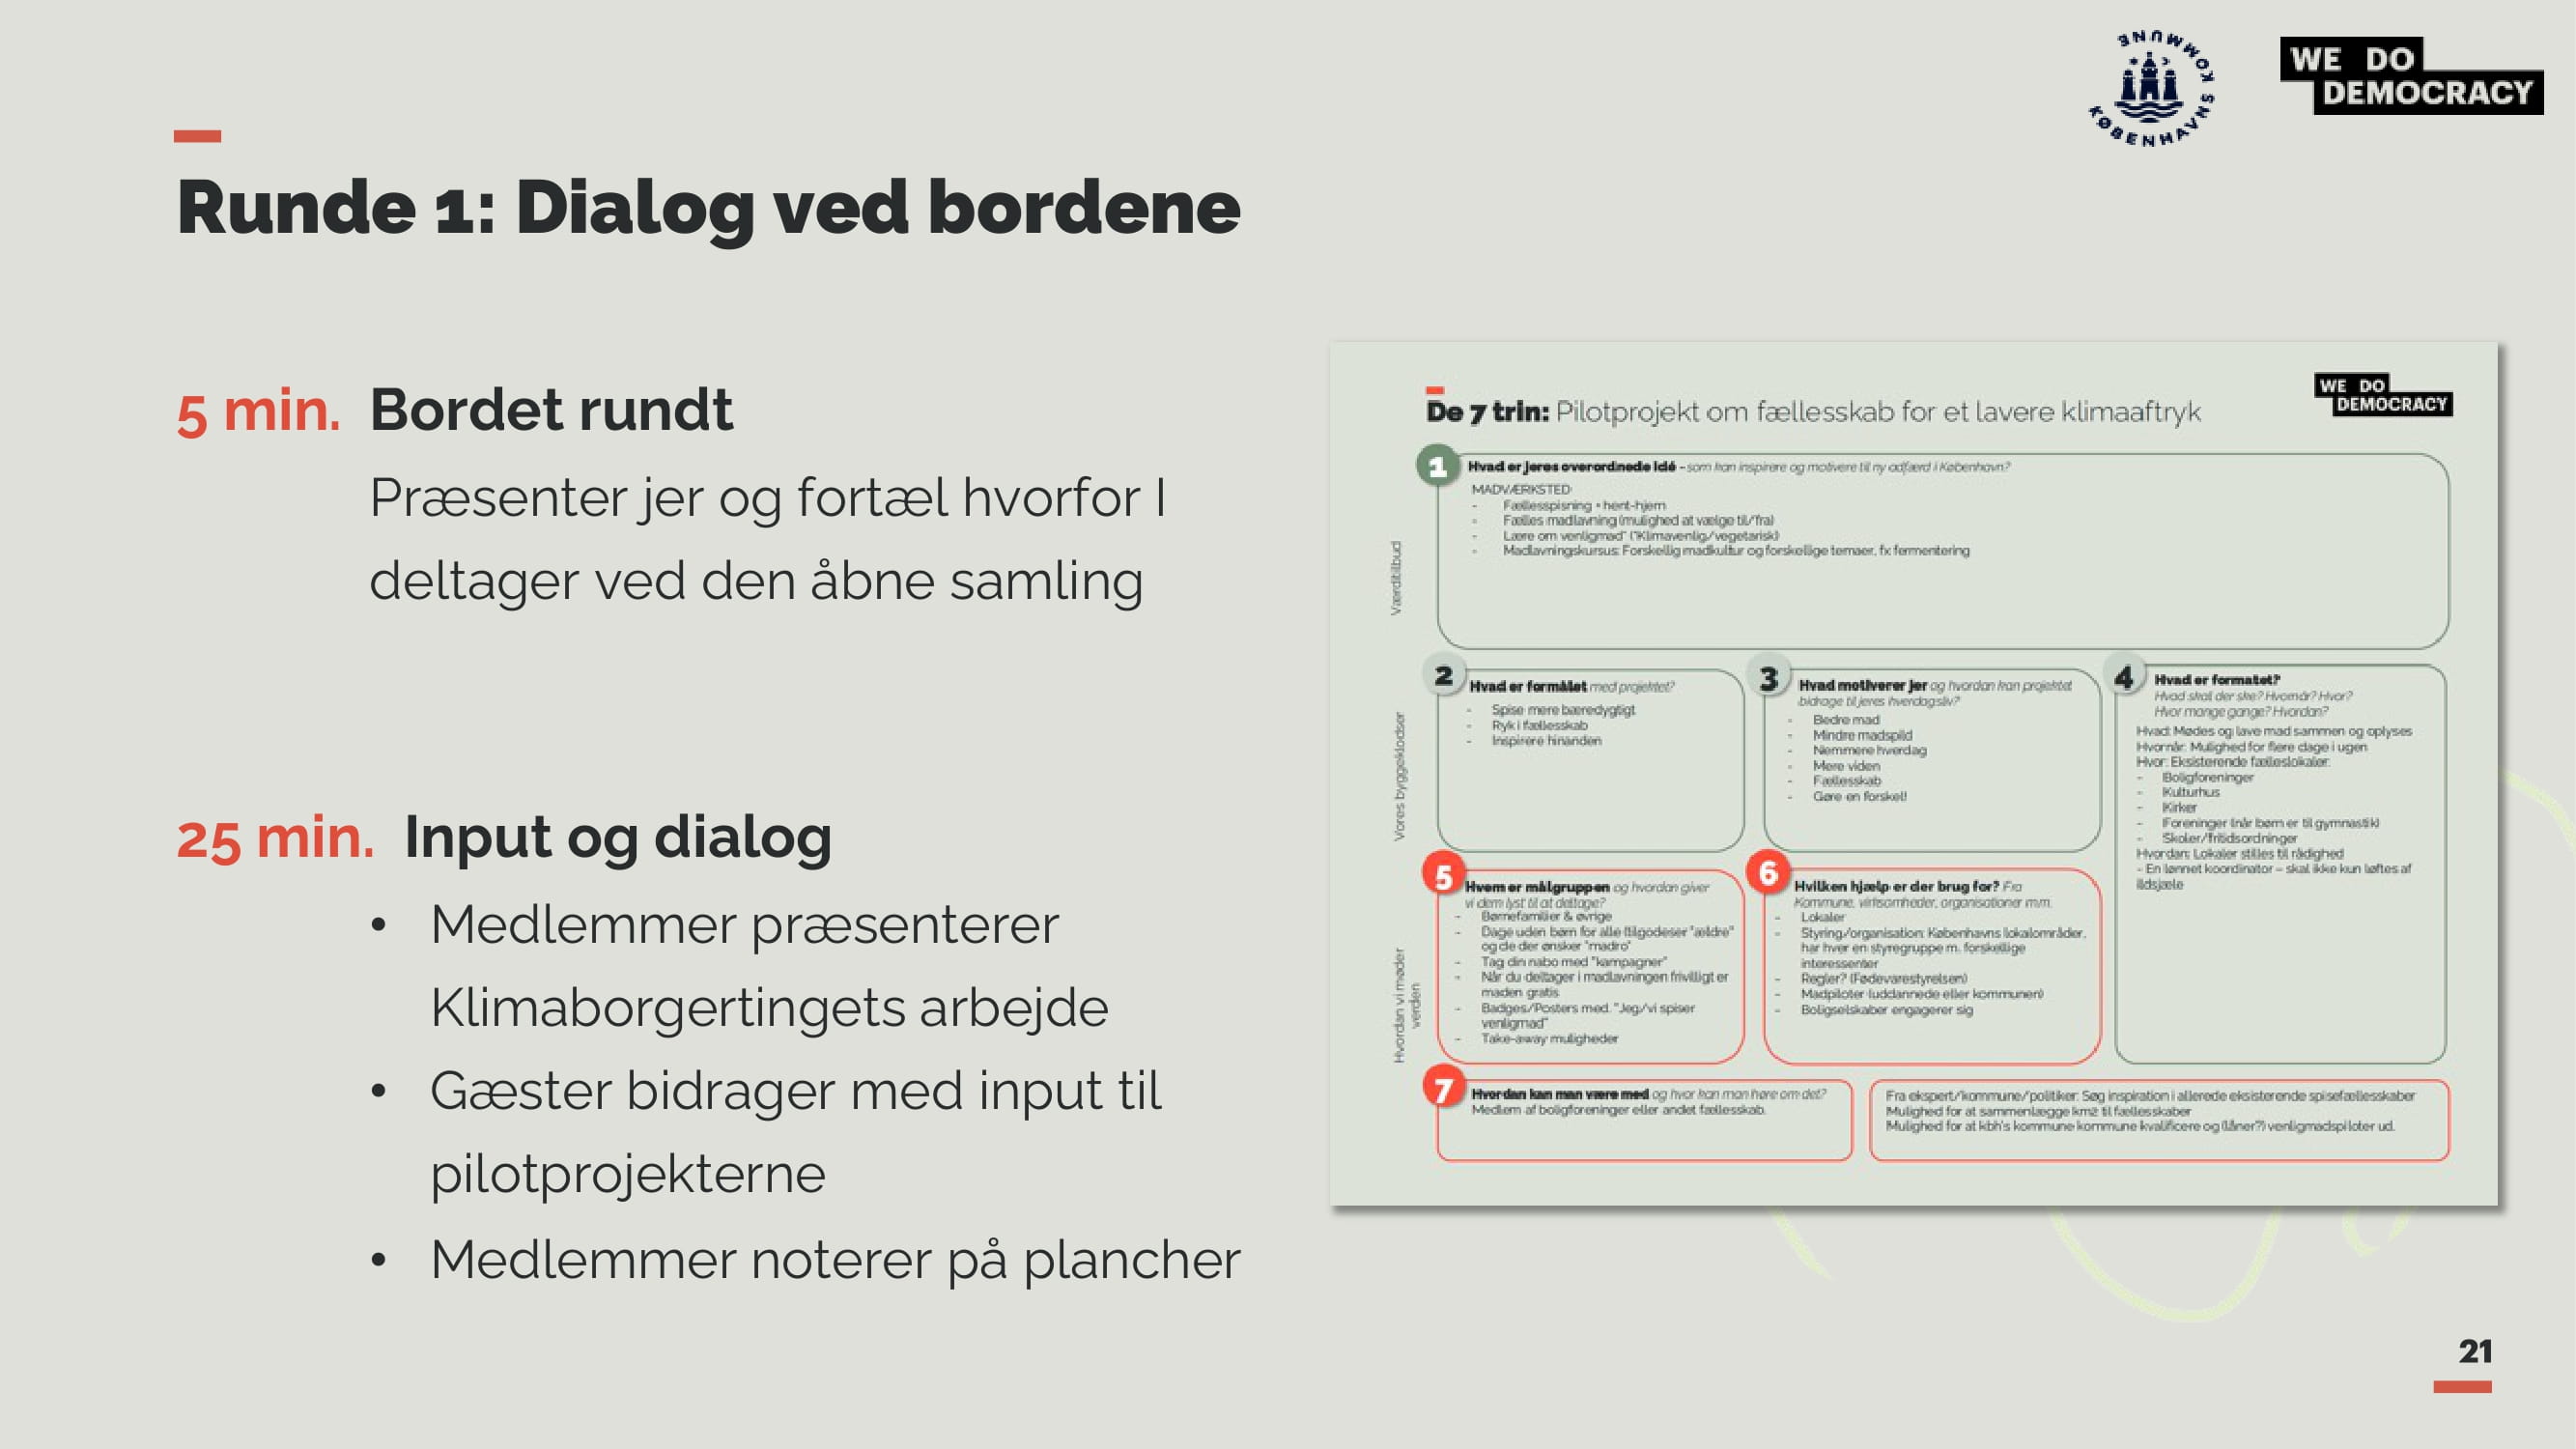 KØBENHAVNS KOMMUNE
WE DO
DEMOCRACY
Runde 1: Dialog ved bordene
5 min. Bordet rundt
Præsenter jer og fortæl hvorfor I
deltager ved den åbne samling
25 min. Input og dialog
• Medlemmer præsenterer
Klimaborgertingets arbejde
• Gæster bidrager med input til
pilotprojekterne
• Medlemmer noterer på plancher
WE DO
DEMOCRACY
De 7 trin: Pilotprojekt om fællesskab for et lavere klimaaftryk
Værditilbud
1
Hvad er jeres overordnede idé - som kan inspirere og motivere til ny adfærd i København?
MADVÆRKSTED
- Fællesspisning + hent-hjem
- Fælles madlavning (mulighed at vælge til/fra)
- Lære om venligmad" ("Klimavenlig/vegetarisk)
- Madlavningskursus: Forskellig madkultur og forskellige temaer, fx fermentering
Vores byggeklodser
2
Hvad er formålet med projektet?
- Spise mere bæredygtigt
- Ryk i fællesskab
- Inspirere hinanden
3
Hvad motiverer jer og hvordan kan projektet
bidrage til jeres hverdagsliv?
- Bedre mad
- Mindre madspild
- Nemmere hverdag
- Mere viden
- Fællesskab
- Gøre en forskel!
4
Hvad er formatet?
Hvad skal der ske? Hvornår? Hvor?
Hvor mange gange? Hvordan?
Hvad: Mødes og lave mad sammen og oplyses
Hvornår: Mulighed for flere dage i ugen
Hvor: Eksisterende fælleslokaler:
- Boligforeninger
- Kulturhus
- Kirker
- Foreninger (når børn er til gymnastik)
- Skoler/fritidsordninger
Hvordan: Lokaler stilles til rådighed
- En lønnet koordinator – skal ikke kun løftes af
ildsjæle
Hvordan vi møder
verden
5
Hvem er målgruppen og hvordan giver
vi dem lyst til at deltage?
- Børnefamilier & øvrige
- Dage uden børn for alle (tilgodeser "ældre"
og de der ønsker "madro"
- Tag din nabo med "kampagner"
- Når du deltager i madlavningen frivilligt er
maden gratis
- Badges/Posters med. "Jeg/vi spiser
venligmad"
- Take-away muligheder
6
Hvilken hjælp er der brug for? Fra
Kommune, virksomheder, organisationer m.m.
- Lokaler
- Styring/organisation: Københavns lokalområder,
har hver en styregruppe m. forskellige
interessenter
- Regler? (Fødevarestyrelsen)
- Madpiloter (uddannede eller kommunen)
- Boligselskaber engagerer sig
7
Hvordan kan man være med og hvor kan man høre om det?
Medlem af boligforeninger eller andet fællesskab.
Fra ekspert/kommune/politiker: Søg inspiration i allerede eksisterende spisefællesskaber
Mulighed for at sammenlægge km2 til fællesskaber
Mulighed for at kbh's kommune kommune kvalificere og (låner?) venligmadspiloter ud.
21